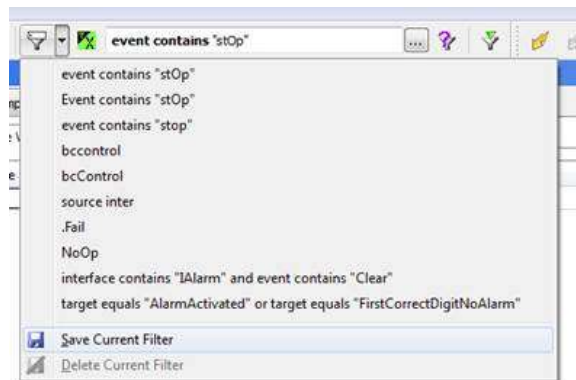 event contains "stOp"
...
event contains "stOp"
Event contains "stOp"
event contains "stop"
bccontrol
bcControl
source inter
.Fail
NoOp
interface contains "IAlarm" and event contains "Clear"
target equals "AlarmActivated" or target equals "FirstCorrectDigitNoAlarm"
Save Current Filter
Delete Current Filter